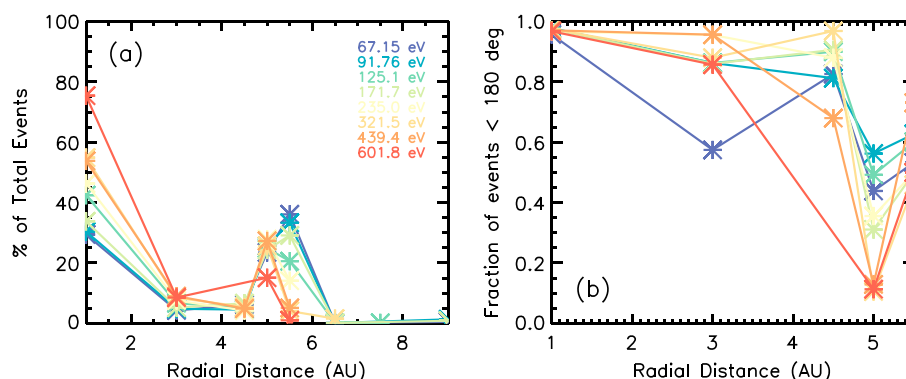 (a)
67.15 eV
91.76 eV
125.1 eV
171.7 eV
235.0 eV
321.5 eV
439.4 eV
601.8 eV
% of Total Events
100
80
60
40
20
0
2 4 6 8
Radial Distance (AU)
(b)
Fraction of events < 180 deg
1.0
0.8
0.6
0.4
0.2
0.0
1 2 3 4 5
Radial Distance (AU)